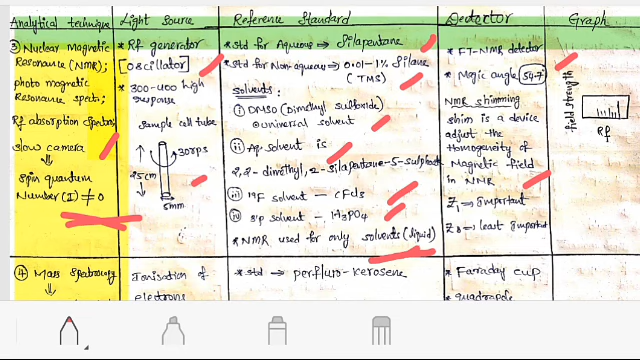 Analytical technique
Light Source
Reference Standard
Detector
Graph
③ Nuclear Magnetic
Resonance (NMR);
photo magnetic
Resonance spect;
Rf absorption Spectra;
Slow camera
⇓
Spin quantum
Number (I) ≠ 0
* Rf generator
[Oscillator]
* 300-400 high
response
Sample cell tube
30rps
25cm
5mm
* std for Aqueous ⇒ Silapentane
* std for Non-aqueous ⇒ 0.01-1% Silane
(TMS)
Solvents:
i) DMSO (Dimethyl sulfoxide)
universal solvent
ii) Aq. solvent is
2,2-dimethyl, 2-silapentane-5-sulphate
iii) 19F solvent - CFCl3
iv) 31P solvent - H3PO4
* NMR used for only solvents (liquid)
* FT-NMR detector
* Magic angle 54.7
NMR shimming
shim is a device
adjust the
homogeneity of
Magnetic field
in NMR
Z1 → important
Z8 → least important
field strength
Rf
④ Mass Spectroscopy
⇓
Ionisation of
electrons
* std → perfluro-kerosene
* Faraday cup
* quadrapole